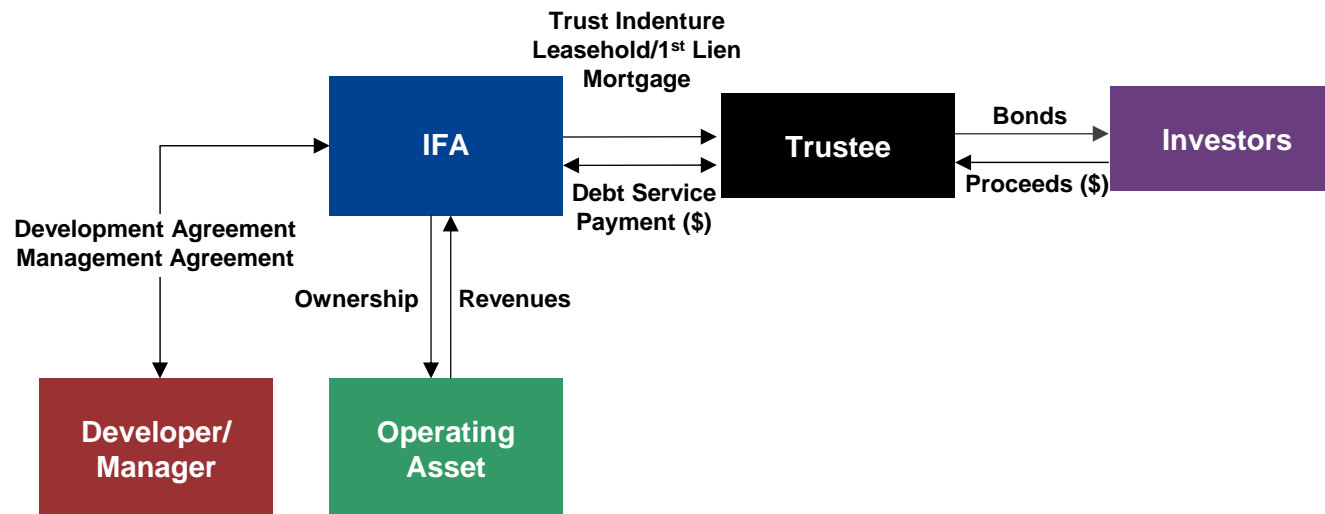 Trust Indenture
Leasehold/1st Lien
Mortgage
IFA
Trustee
Bonds
Investors
Proceeds ($)
Debt Service
Payment ($)
Development Agreement
Management Agreement
Ownership
Revenues
Developer/
Manager
Operating
Asset